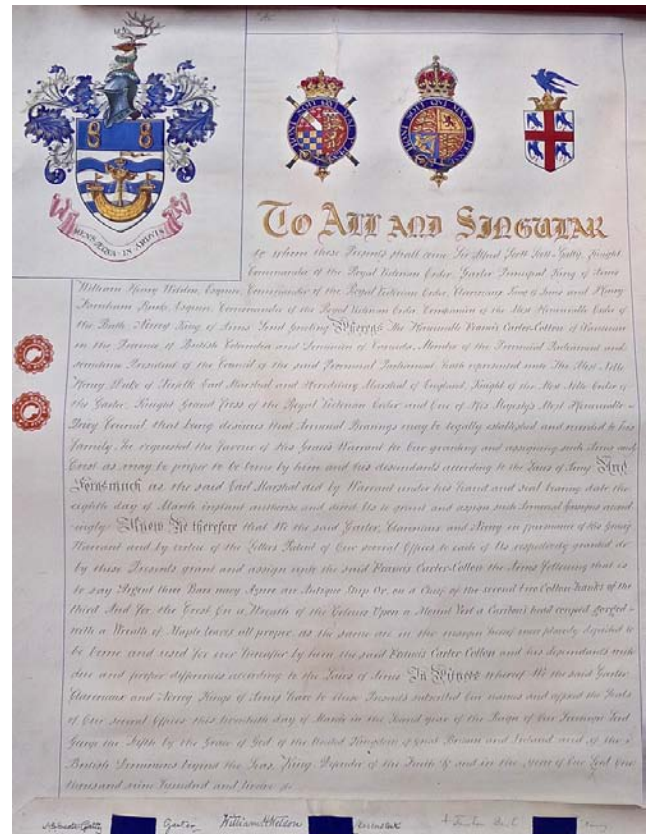 MENS ÆQUA IN ARDUIS
HONI SOIT QUI MAL Y PENSE
HONI SOIT QUI MAL Y PENSE
To All and Singular
to whom these Presents shall come Sir Alfred Scott Scott-Gatty, Knight
Commander of the Royal Victorian Order Garter Principal King of Arms
William Henry Weldon, Esquire, Commander of the Royal Victorian Order, Clarenceux King of Arms and Henry
Farnham Burke, Esquire, Commander of the Royal Victorian Order, Companion of the Most Honourable Order of
the Bath, Norroy King of Arms Send Greeting Whereas The Honorable Francis Carter-Cotton of Vancouver
in the Province of British Columbia and Dominion of Canada, Member of the Provincial Parliament and
President of the Council of the said Provincial Parliament hath represented unto The Most Noble
Henry, Duke of Norfolk Earl Marshal and Hereditary Marshal of England, Knight of the Most Noble Order of
the Garter, Knight Grand Cross of the Royal Victorian Order and One of His Majesty's Most Honourable
Privy Council that being desirous that Armorial Bearings may be legally established and to his
family, he requested the favour of His Grace's Warrant for Our granting and assigning such Arms and
Crest as may be proper to be borne by him and his descendants according to the Laws of Arms And
Forasmuch as the said Earl Marshal did by Warrant under his hand and seal bearing date the
eighth day of March instant authorize and direct Us to grant and assign such Armorial Ensigns accord
ingly Know Ye therefore that We the said Garter, Clarenceux and Norroy in pursuance of His Grace's
Warrant and by virtue of the Letters Patent of Our several Offices to each of Us respectively granted do
by these Presents grant and assign unto the said Francis Carter-Cotton the Arms following that is
to say Argent three Bars wavy Azure an Antique Ship Or, on a Chief of the second two Cotton hanks of the
third And for the Crest On a Wreath of the Colours Upon a Mount Vert a Caribou's head couped gorged
with a Wreath of Maple leaves all proper, as the same are in the margin hereof more plainly depicted to
be borne and used for ever hereafter by him the said Francis Carter Cotton and his descendants with
due and proper differences according to the Laws of Arms In Witness whereof We the said Garter
Clarenceux and Norroy Kings of Arms have to these Presents subscribed Our names and affixed the Seals
of Our several Offices this twentieth day of March in the Second year of the Reign of Our Sovereign Lord
George the Fifth by the Grace of God of the United Kingdom of Great Britain and Ireland and of the
British Dominions beyond the Seas, King, Defender of the Faith &c and in the year of Our Lord One
thousand nine hundred and twelve
Garter William H Weldon Clarenceux Norroy